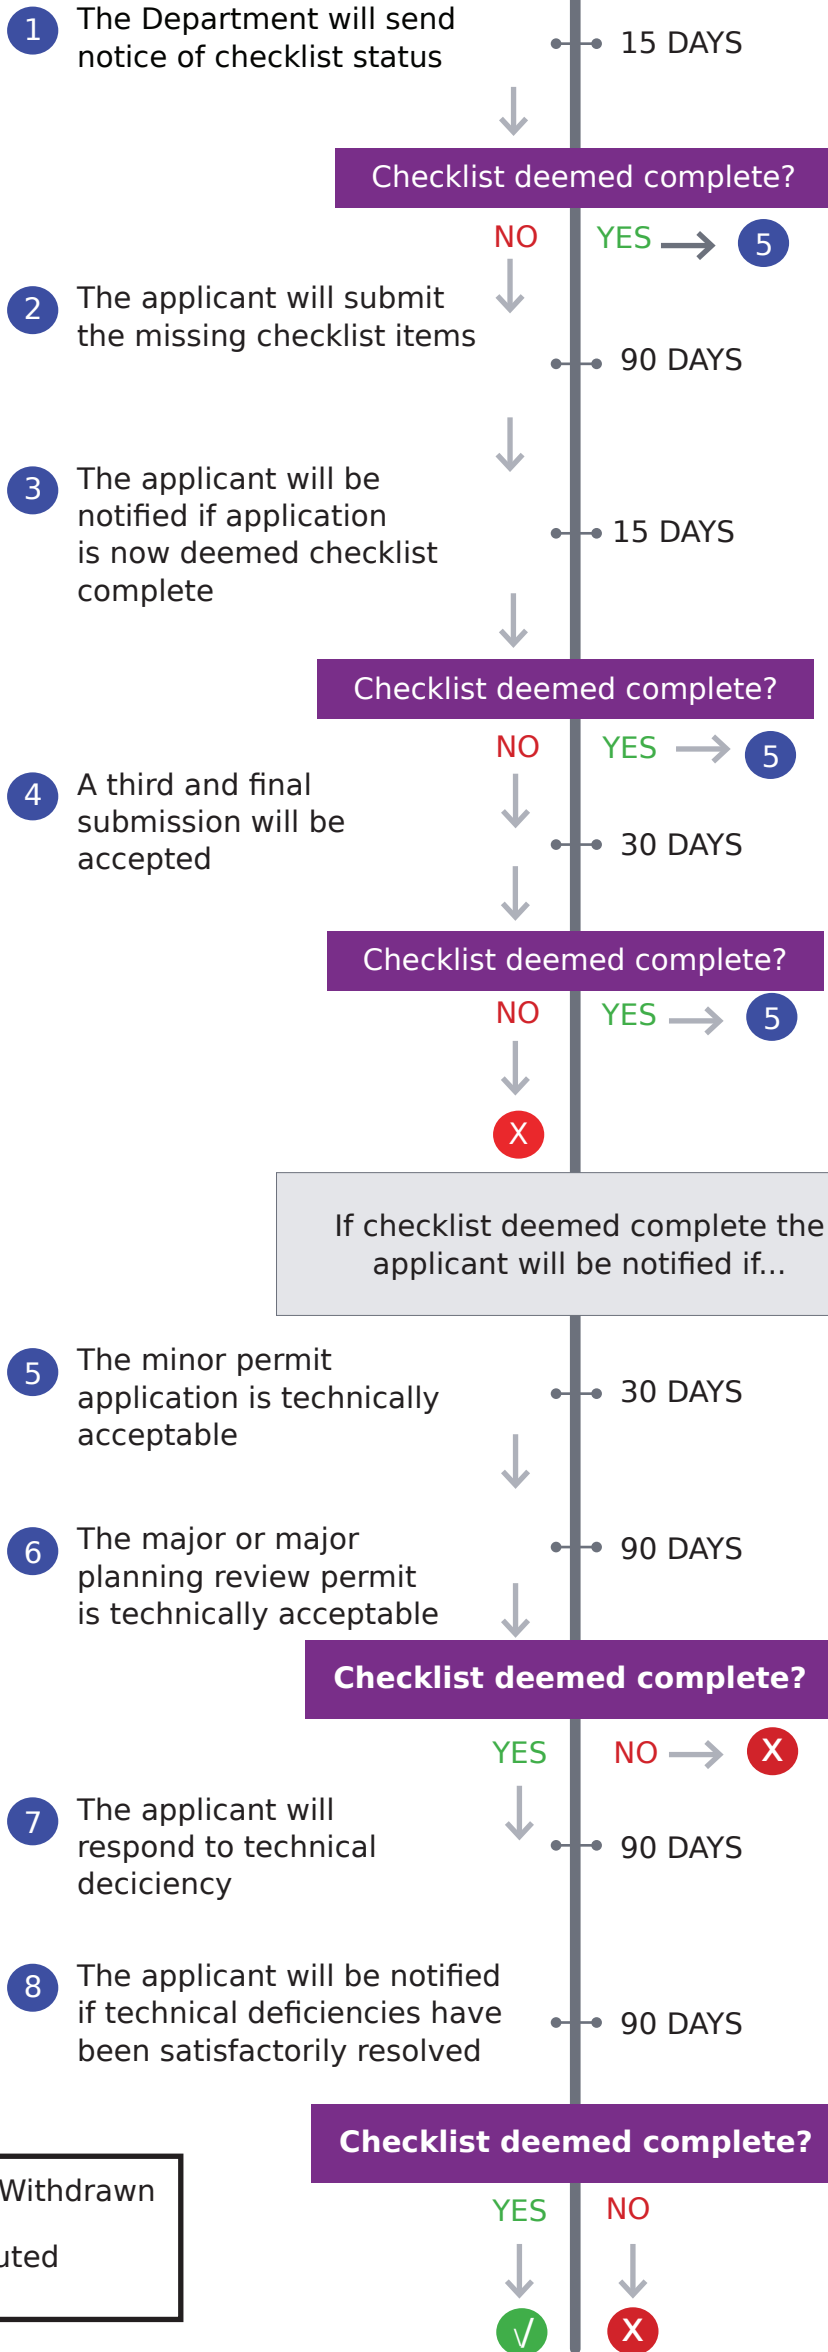 1
The Department will send
notice of checklist status
15 DAYS
Checklist deemed complete?
NO
YES
5
2
The applicant will submit
the missing checklist items
90 DAYS
3
The applicant will be
notified if application
is now deemed checklist
complete
15 DAYS
Checklist deemed complete?
NO
YES
5
4
A third and final
submission will be
accepted
30 DAYS
Checklist deemed complete?
NO
YES
5
X
If checklist deemed complete the
applicant will be notified if...
5
The minor permit
application is technically
acceptable
30 DAYS
6
The major or major
planning review permit
is technically acceptable
90 DAYS
Checklist deemed complete?
YES
NO
X
7
The applicant will
respond to technical
deciciency
90 DAYS
8
The applicant will be notified
if technical deficiencies have
been satisfactorily resolved
90 DAYS
Checklist deemed complete?
Withdrawn
uted
YES
NO
√
X